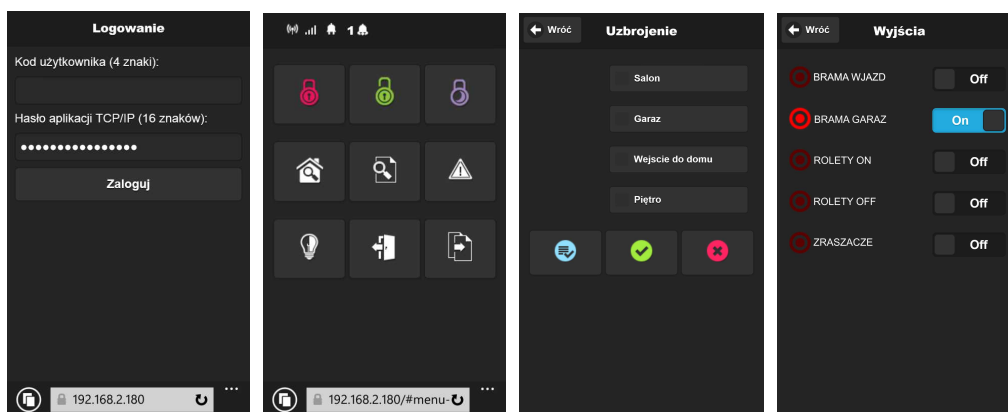 Logowanie
Kod użytkownika (4 znaki):
Hasło aplikacji TCP/IP (16 znaków):
••••••••••••••••
Zaloguj
192.168.2.180
1
192.168.2.180/#menu-
Wróć
Uzbrojenie
Salon
Garaz
Wejscie do domu
Piętro
Wróć
Wyjścia
BRAMA WJAZD Off
BRAMA GARAZ On
ROLETY ON Off
ROLETY OFF Off
ZRASZACZE Off